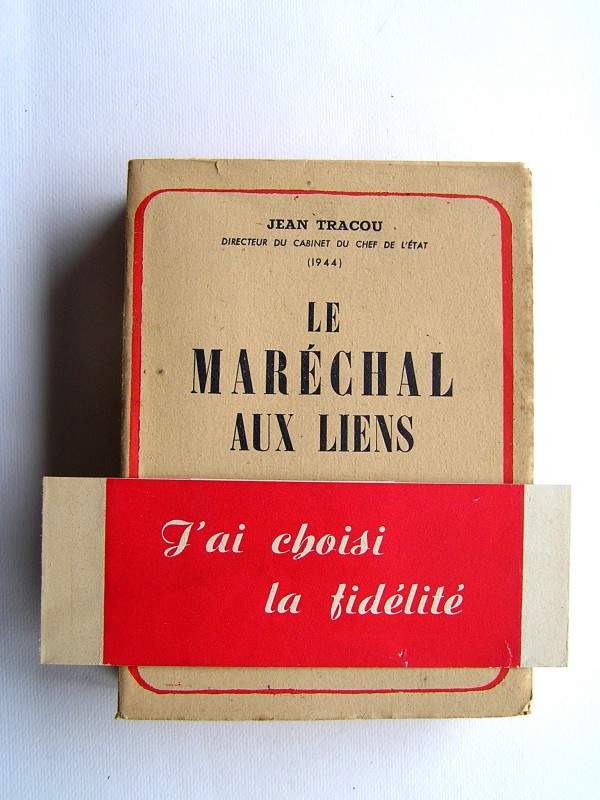 JEAN TRACOU
DIRECTEUR DU CABINET DU CHEF DE L'ÉTAT
(1944)
LE
MARÉCHAL
AUX LIENS
J'ai choisi
la fidélité